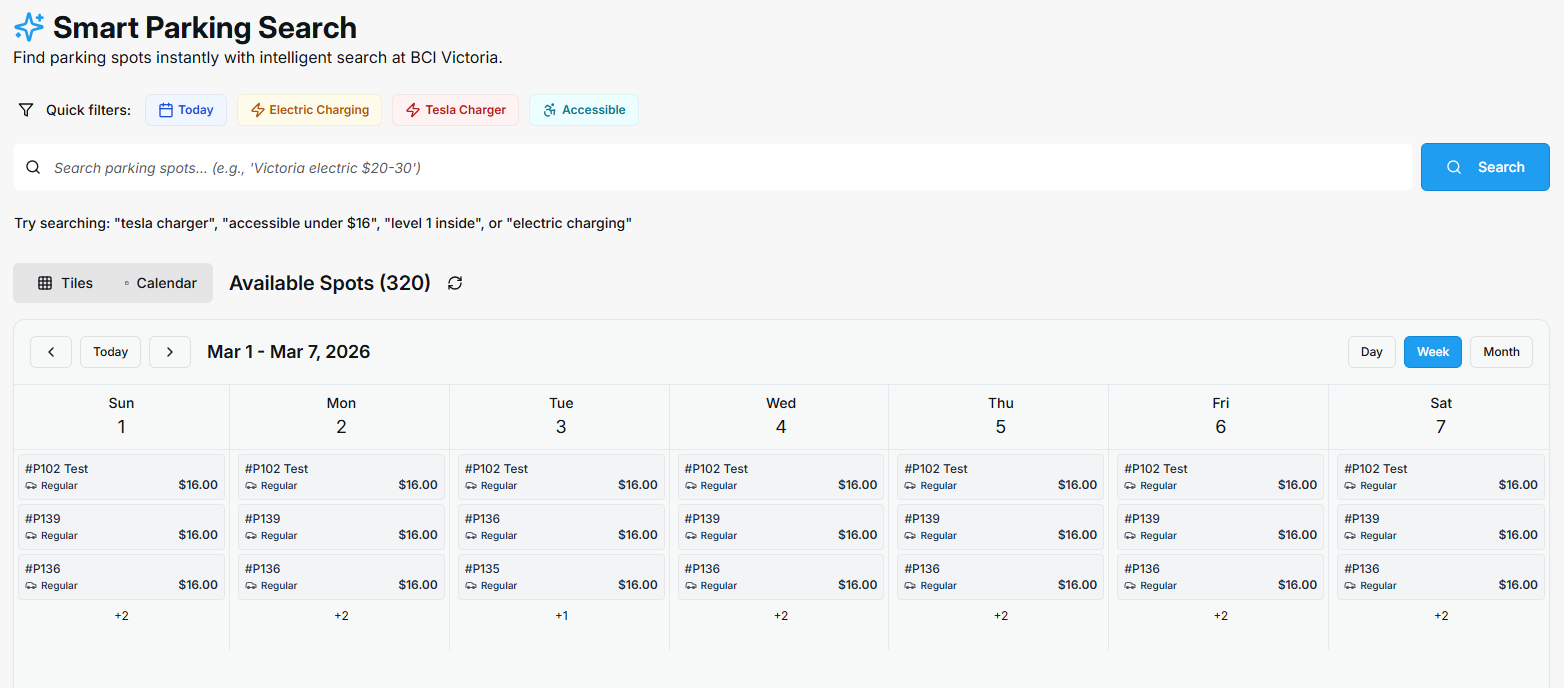 Smart Parking Search
Find parking spots instantly with intelligent search at BCI Victoria.
Quick filters: Today Electric Charging Tesla Charger Accessible
Search parking spots... (e.g., 'Victoria electric $20-30') Search
Try searching: "tesla charger", "accessible under $16", "level 1 inside", or "electric charging"
Tiles Calendar Available Spots (320)
Today Mar 1 - Mar 7, 2026 Day Week Month
Sun Mon Tue Wed Thu Fri Sat
1 2 3 4 5 6 7
#P102 Test #P102 Test #P102 Test #P102 Test #P102 Test #P102 Test #P102 Test
Regular $16.00 Regular $16.00 Regular $16.00 Regular $16.00 Regular $16.00 Regular $16.00 Regular $16.00
#P139 #P139 #P136 #P139 #P139 #P139 #P139
Regular $16.00 Regular $16.00 Regular $16.00 Regular $16.00 Regular $16.00 Regular $16.00 Regular $16.00
#P136 #P136 #P135 #P136 #P136 #P136 #P136
Regular $16.00 Regular $16.00 Regular $16.00 Regular $16.00 Regular $16.00 Regular $16.00 Regular $16.00
+2 +2 +1 +2 +2 +2 +2